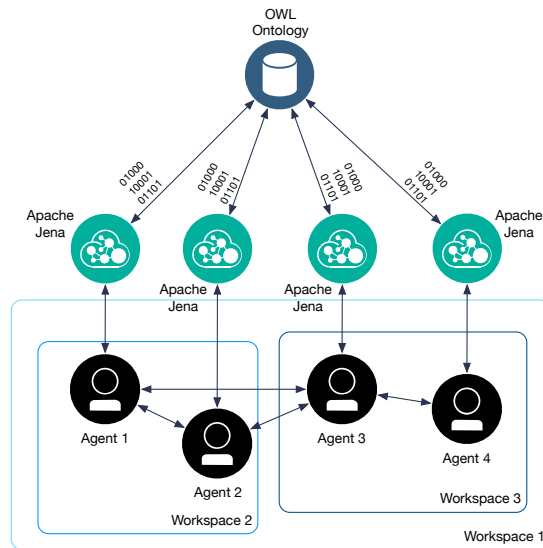 OWL
Ontology
01000
10001
01101
01000
10001
01101
01000
10001
01101
01000
10001
01101
Apache
Jena
Apache
Jena
Apache
Jena
Apache
Jena
Agent 1
Agent 2
Agent 3
Agent 4
Workspace 2
Workspace 3
Workspace 1